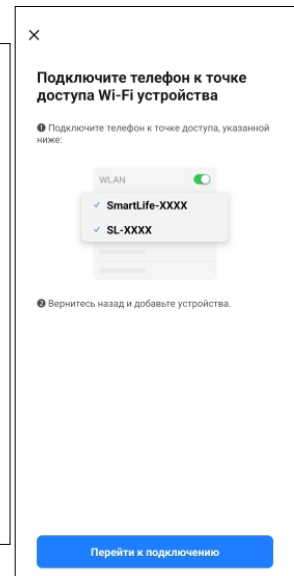 Подключите телефон к точке
доступа Wi-Fi устройства
❶ Подключите телефон к точке доступа, указанной
ниже:
WLAN
✓ SmartLife-XXXX
✓ SL-XXXX
❷ Вернитесь назад и добавьте устройства.
Перейти к подключению